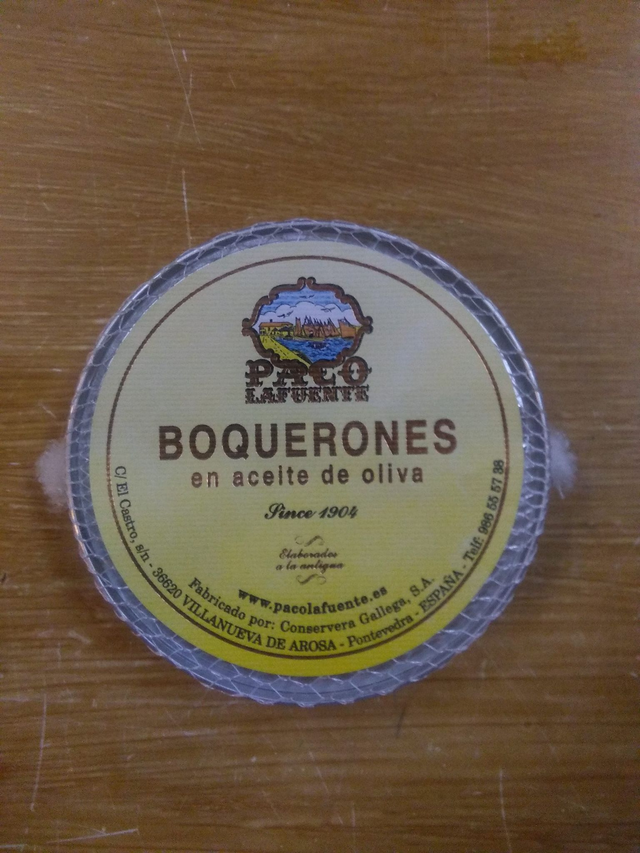 PACO
LAFUENTE
BOQUERONES
en aceite de oliva
Since 1904
Elaborados
a la antigua
www.pacolafuente.es
Fabricado por: Conservera Gallega, S.A.
C/ El Castro, s/n - 36620 VILLANUEVA DE AROSA - Pontevedra - ESPAÑA - Telf: 986 55 57 38